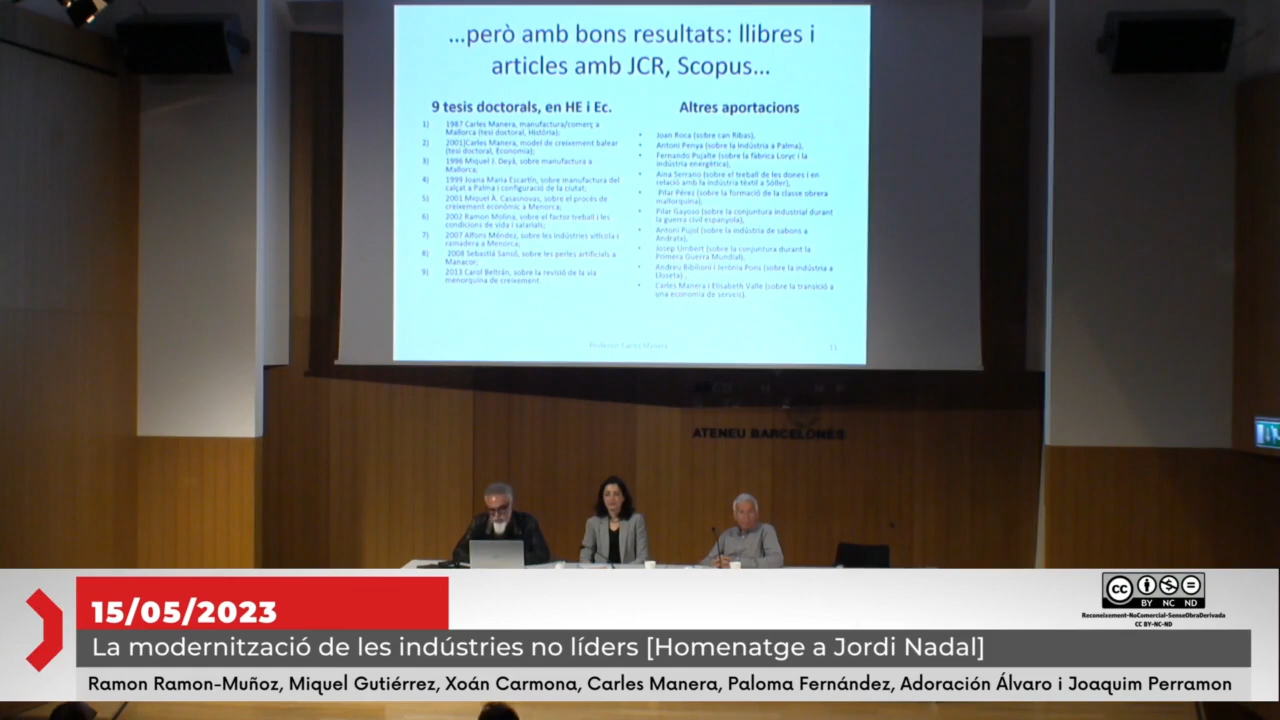 ...però amb bons resultats: llibres i
articles amb JCR, Scopus...
9 tesis doctorals, en HE i Ec.
1) 1987 Carles Manera, manufactura/comerç a
Mallorca (tesi doctoral, Història);
2) 2001)Carles Manera, model de creixement balear
(tesi doctoral, Economia);
3) 1996 Miquel J. Deyá, sobre manufactura a
Mallorca;
4) 1999 Joana Maria Escartín, sobre manufactura del
calçat a Palma i configuració de la ciutat;
5) 2001 Miquel À. Casasnovas, sobre el procés de
creixement econòmic a Menorca;
6) 2002 Ramon Molina, sobre el factor treball i les
condicions de vida i salarials;
7) 2007 Alfons Méndez, sobre les indústries vitícola i
ramadera a Menorca;
8) 2008 Sebastià Sansó, sobre les perles artificials a
Manacor;
9) 2013 Carol Beltrán, sobre la revisió de la via
menorquina de creixement.
Altres aportacions
• Joan Roca (sobre can Ribas),
• Antoni Penya (sobre la indústria a Palma),
• Fernando Pujalte (sobre la fàbrica Loryc i la
indústria energètica),
• Aina Serrano (sobre el treball de les dones i en
relació amb la indústria tèxtil a Sóller),
• Pilar Pérez (sobre la formació de la classe obrera
mallorquina),
• Pilar Gayoso (sobre la conjuntura industrial durant
la guerra civil espanyola),
• Antoni Pujol (sobre la indústria de sabons a
Andratx),
• Josep Umbert (sobre la conjuntura durant la
Primera Guerra Mundial),
• Andreu Bibiloni i Jerònia Pons (sobre la indústria a
Lloseta) ,
• Carles Manera i Elisabeth Valle (sobre la transició a
una economia de serveis).
Professor Carles Manera
11
ATENEU BARCELONÈS
15/05/2023
La modernització de les indústries no líders [Homenatge a Jordi Nadal]
Ramon Ramon-Muñoz, Miquel Gutiérrez, Xoán Carmona, Carles Manera, Paloma Fernández, Adoración Álvaro i Joaquim Perramon
cc
BY NC ND
Reconeixement-NoComercial-SenseObraDerivada
CC BY-NC-ND